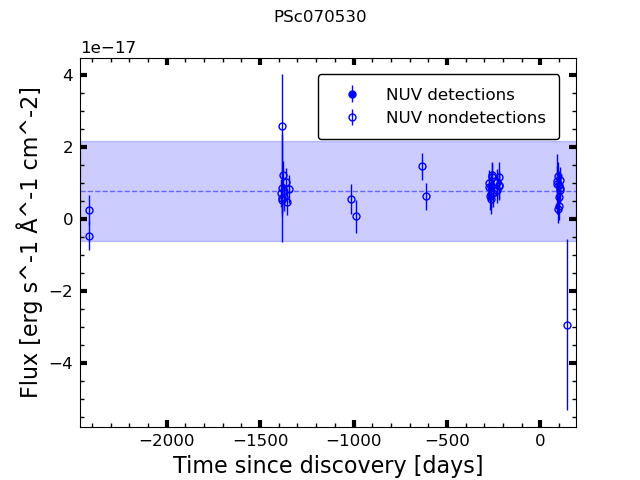 PSc070530
1e−17
NUV detections
NUV nondetections
4
2
0
−2
−4
Flux [erg s^-1 Å^-1 cm^-2]
−2000 −1500 −1000 −500 0
Time since discovery [days]